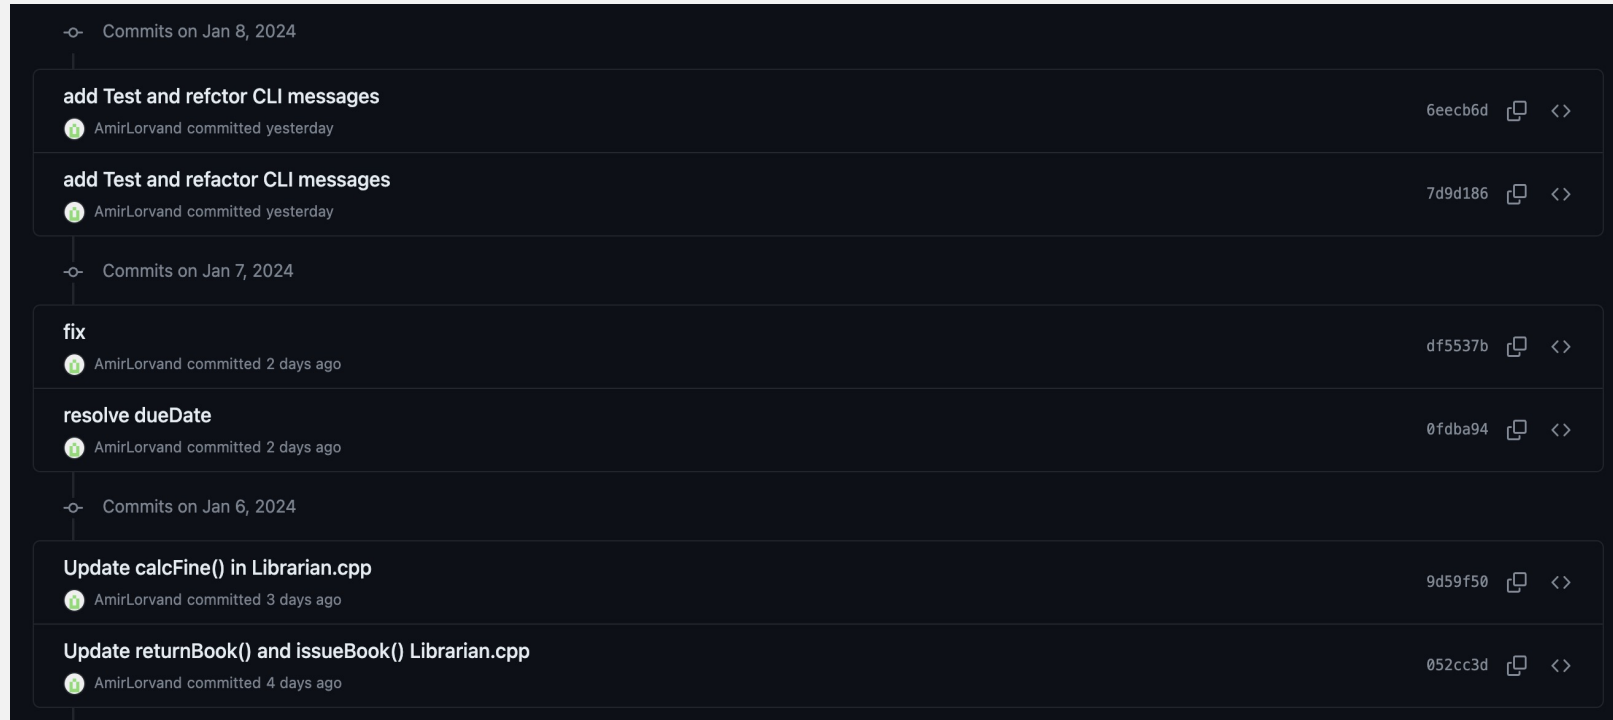 Commits on Jan 8, 2024
add Test and refctor CLI messages
6eecb6d
AmirLorvand committed yesterday
add Test and refactor CLI messages
7d9d186
AmirLorvand committed yesterday
Commits on Jan 7, 2024
fix
df5537b
AmirLorvand committed 2 days ago
resolve dueDate
0fdba94
AmirLorvand committed 2 days ago
Commits on Jan 6, 2024
Update calcFine() in Librarian.cpp
9d59f50
AmirLorvand committed 3 days ago
Update returnBook() and issueBook() Librarian.cpp
052cc3d
AmirLorvand committed 4 days ago